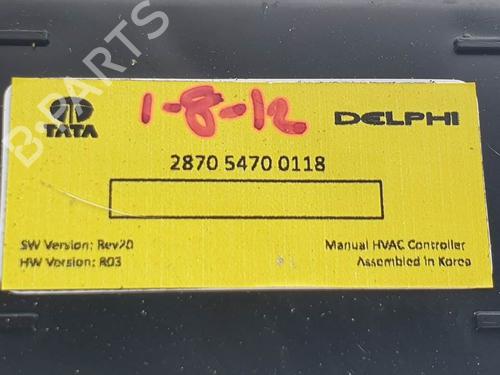 B-PARTS
TATA
1-8-12
DELPHI
2870 5470 0118
SW Version: Rev20
HW Version: R03
Manual HVAC Controller
Assembled in Korea